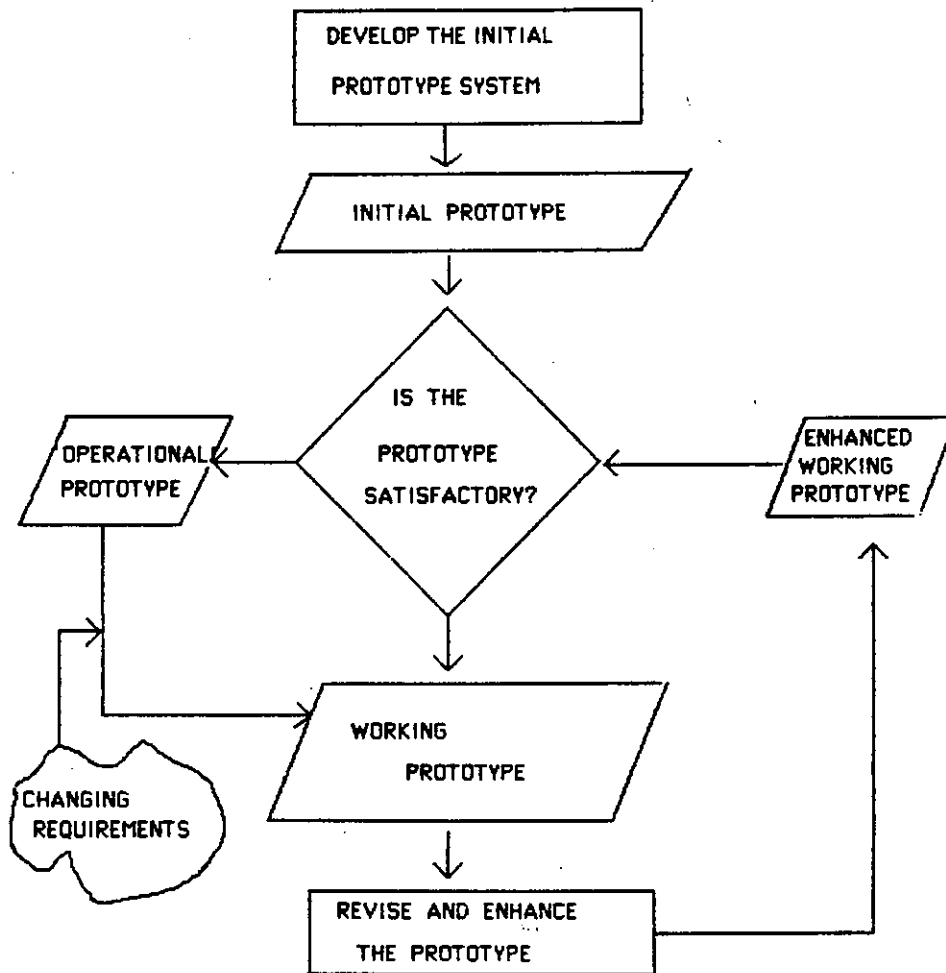 DEVELOP THE INITIAL
PROTOTYPE SYSTEM
INITIAL PROTOTYPE
IS THE
PROTOTYPE
SATISFACTORY?
OPERATIONAL
PROTOTYPE
ENHANCED
WORKING
PROTOTYPE
WORKING
PROTOTYPE
CHANGING
REQUIREMENTS
REVISE AND ENHANCE
THE PROTOTYPE